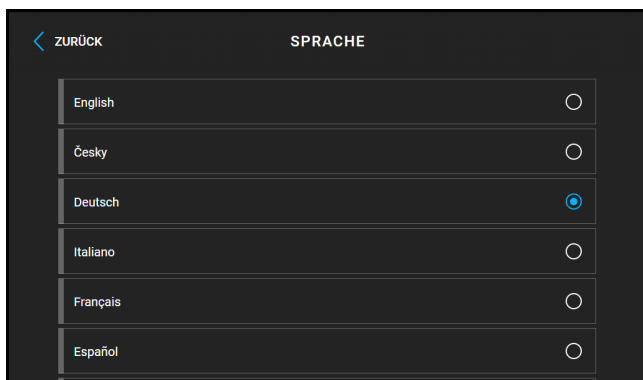 ZURÜCK
SPRACHE
English
Česky
Deutsch
Italiano
Français
Español